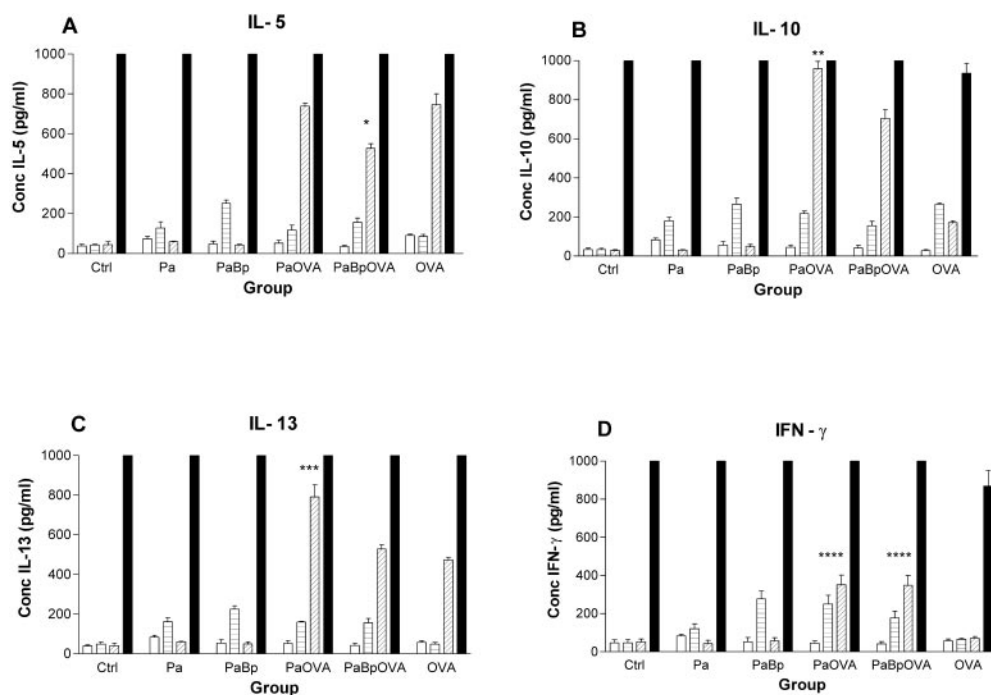 A
IL- 5
Conc IL-5 (pg/ml)
1000
800
600
400
200
0
*
Ctrl Pa PaBp PaOVA PaBpOVA OVA
Group
B
IL- 10
Conc IL-10 (pg/ml)
1000
800
600
400
200
0
**
Ctrl Pa PaBp PaOVA PaBpOVA OVA
Group
C
IL- 13
Conc IL-13 (pg/ml)
1000
800
600
400
200
0
***
Ctrl Pa PaBp PaOVA PaBpOVA OVA
Group
D
IFN - γ
Conc IFN-γ (pg/ml)
1000
800
600
400
200
0
**** ****
Ctrl Pa PaBp PaOVA PaBpOVA OVA
Group